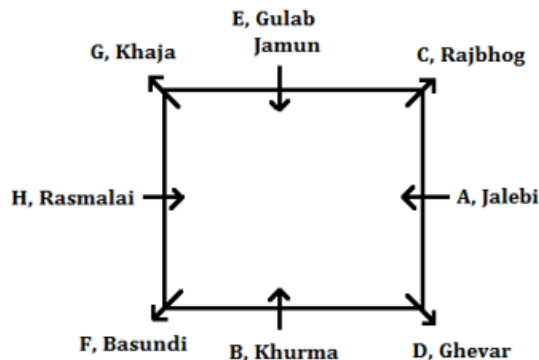 E, Gulab
Jamun
G, Khaja
C, Rajbhog
H, Rasmalai
A, Jalebi
F, Basundi
B, Khurma
D, Ghevar